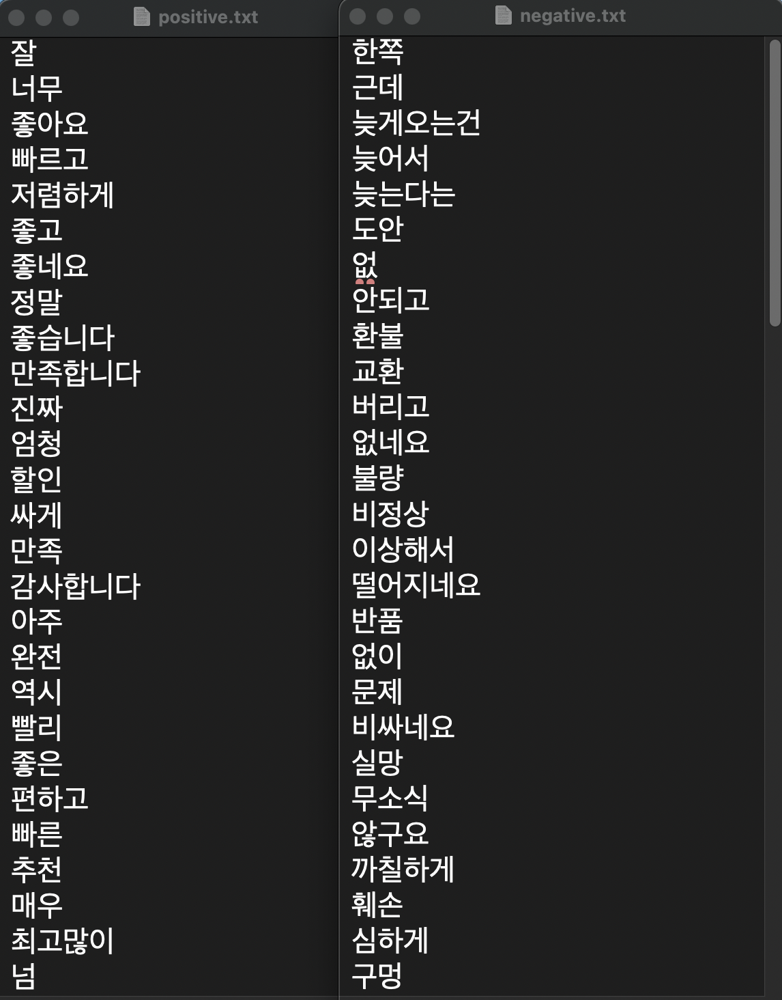 positive.txt
잘
너무
좋아요
빠르고
저렴하게
좋고
좋네요
정말
좋습니다
만족합니다
진짜
엄청
할인
싸게
만족
감사합니다
아주
완전
역시
빨리
좋은
편하고
빠른
추천
매우
최고많이
넘
negative.txt
한쪽
근데
늦게오는건
늦어서
늦는다는
도안
없
안되고
환불
교환
버리고
없네요
불량
비정상
이상해서
떨어지네요
반품
없이
문제
비싸네요
실망
무소식
않구요
까칠하게
훼손
심하게
구멍